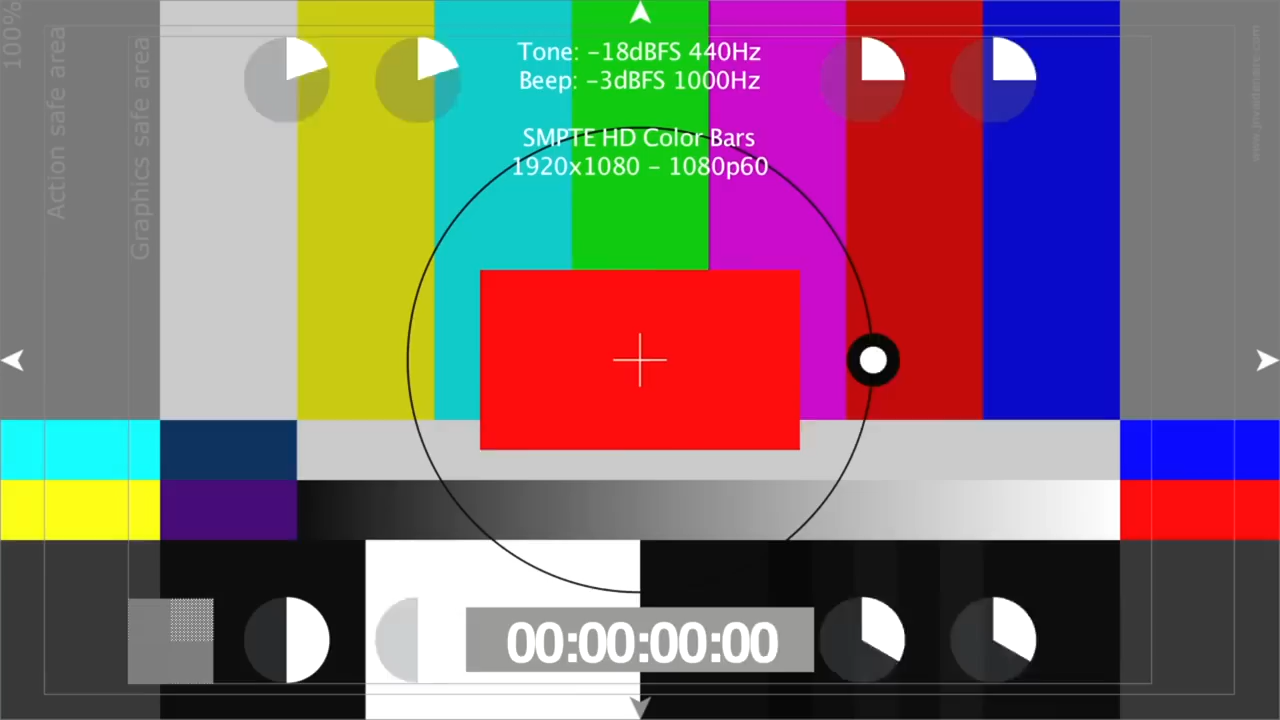 100%
Action safe area
Graphics safe area
Tone: -18dBFS 440Hz
Beep: -3dBFS 1000Hz
SMPTE HD Color Bars
1920x1080 - 1080p60
00:00:00:00